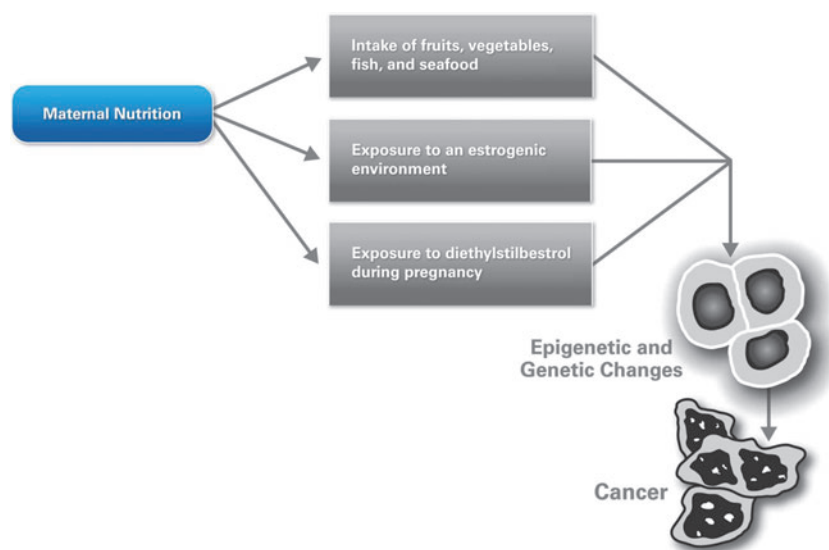 Maternal Nutrition
Intake of fruits, vegetables,
fish, and seafood
Exposure to an estrogenic
environment
Exposure to diethylstilbestrol
during pregnancy
Epigenetic and
Genetic Changes
Cancer